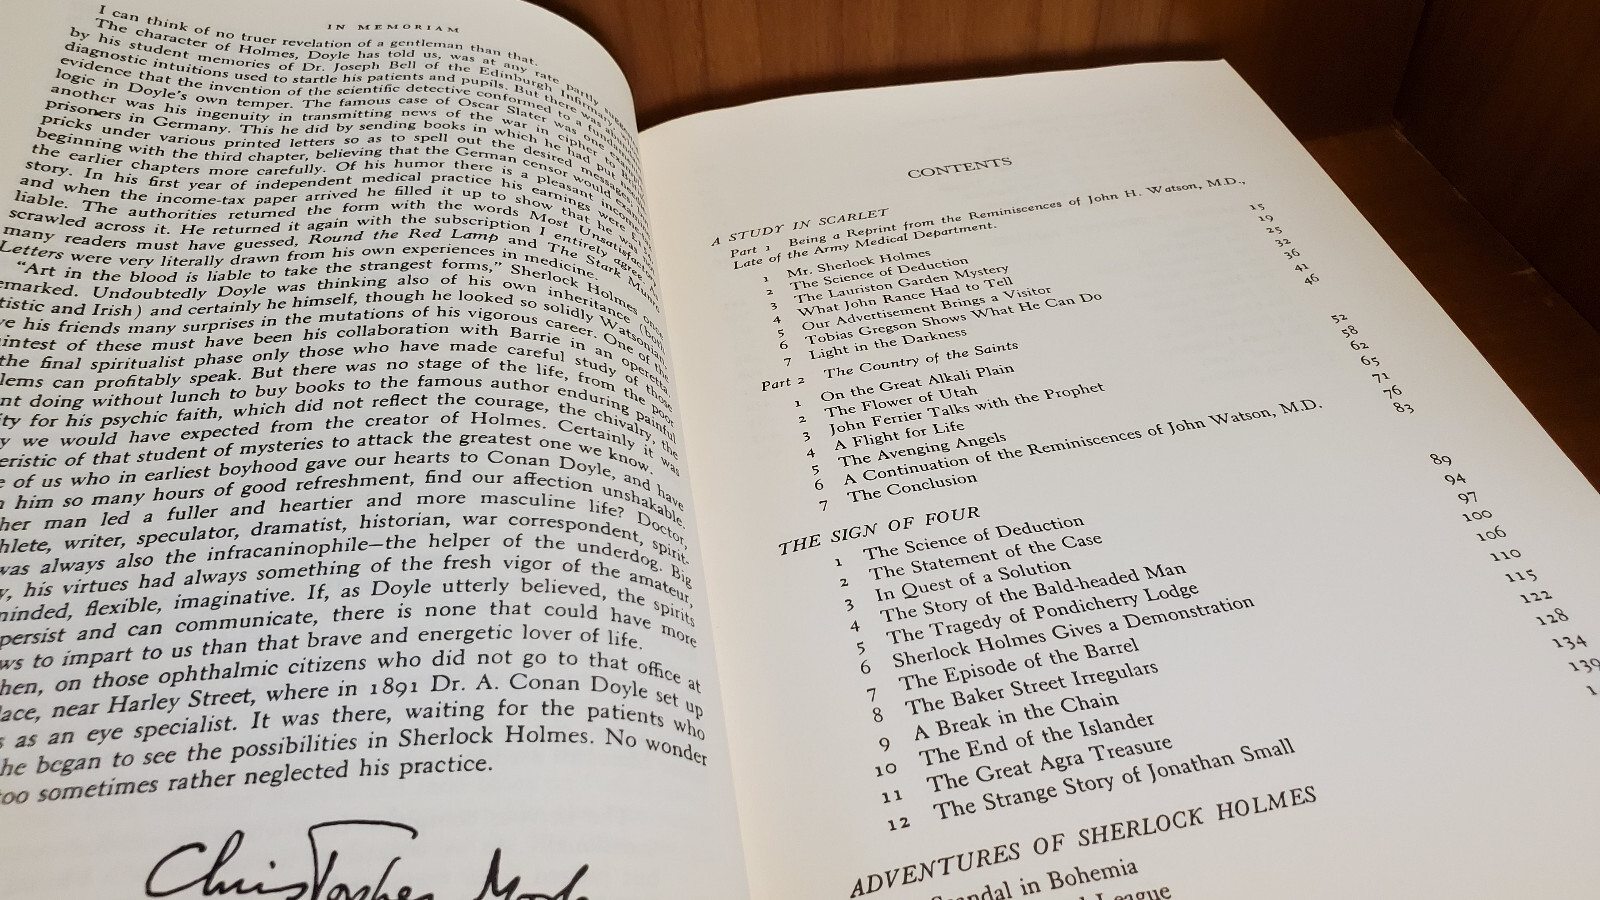 IN MEMORIAM
I can think of no truer revelation of a gentleman than that.
The character of Holmes, Doyle has told us, was at any rate partly
by his student memories of Dr. Joseph Bell of the Edinburgh Infirmary
diagnostic intuitions used to startle his patients and pupils. But there was
evidence that the invention of the scientific detective conformed to a
logic in Doyle's own temper. The famous case of Oscar Slater was one
another was his ingenuity in transmitting news of the war in cipher to
prisoners in Germany. This he did by sending books in which he had put
pricks under various printed letters so as to spell out the desired
beginning with the third chapter, believing that the German censor would
the earlier chapters more carefully. Of his humor there is a pleasant
story. In his first year of independent medical practice his earnings were
and when the income-tax paper arrived he filled it up to show that he was
liable. The authorities returned the form with the words Most Unsatisfactory
scrawled across it. He returned it again with the subscription I entirely agree.
many readers must have guessed, Round the Red Lamp and The Stark Munro
Letters were very literally drawn from his own experiences in medicine.
"Art in the blood is liable to take the strangest forms," Sherlock Holmes once
emarked. Undoubtedly Doyle was thinking also of his own inheritance (both
tistic and Irish) and certainly he himself, though he looked so solidly Watsonian
ve his friends many surprises in the mutations of his vigorous career. One of the
intest of these must have been his collaboration with Barrie in an operetta
the final spiritualist phase only those who have made careful study of those
lems can profitably speak. But there was no stage of the life, from the poor
nt doing without lunch to buy books to the famous author enduring painful
ity for his psychic faith, which did not reflect the courage, the chivalry, the
y we would have expected from the creator of Holmes. Certainly it was
eristic of that student of mysteries to attack the greatest one we know.
e of us who in earliest boyhood gave our hearts to Conan Doyle, and have
him so many hours of good refreshment, find our affection unshakable.
her man led a fuller and heartier and more masculine life? Doctor,
hlete, writer, speculator, dramatist, historian, war correspondent, spirit-
was always also the infracaninophile—the helper of the underdog. Big
y, his virtues had always something of the fresh vigor of the amateur,
minded, flexible, imaginative. If, as Doyle utterly believed, the spirits
persist and can communicate, there is none that could have more
ws to impart to us than that brave and energetic lover of life.
hen, on those ophthalmic citizens who did not go to that office at
lace, near Harley Street, where in 1891 Dr. A. Conan Doyle set up
s as an eye specialist. It was there, waiting for the patients who
he began to see the possibilities in Sherlock Holmes. No wonder
too sometimes rather neglected his practice.
Christopher
CONTENTS
A STUDY IN SCARLET
Part 1 Being a Reprint from the Reminiscences of John H. Watson, M.D.,
Late of the Army Medical Department.
1 Mr. Sherlock Holmes 15
2 The Science of Deduction 19
3 The Lauriston Garden Mystery 25
4 What John Rance Had to Tell 32
5 Our Advertisement Brings a Visitor 36
6 Tobias Gregson Shows What He Can Do 41
7 Light in the Darkness 46
Part 2 The Country of the Saints
1 On the Great Alkali Plain 52
2 The Flower of Utah 58
3 John Ferrier Talks with the Prophet 62
4 A Flight for Life 65
5 The Avenging Angels 71
6 A Continuation of the Reminiscences of John Watson, M.D. 76
7 The Conclusion 83
THE SIGN OF FOUR
1 The Science of Deduction 89
2 The Statement of the Case 94
3 In Quest of a Solution 97
4 The Story of the Bald-headed Man 100
5 The Tragedy of Pondicherry Lodge 106
6 Sherlock Holmes Gives a Demonstration 110
7 The Episode of the Barrel 115
8 The Baker Street Irregulars 122
9 A Break in the Chain 128
10 The End of the Islander 134
11 The Great Agra Treasure 139
12 The Strange Story of Jonathan Small 1
ADVENTURES OF SHERLOCK HOLMES
Scandal in Bohemia
League